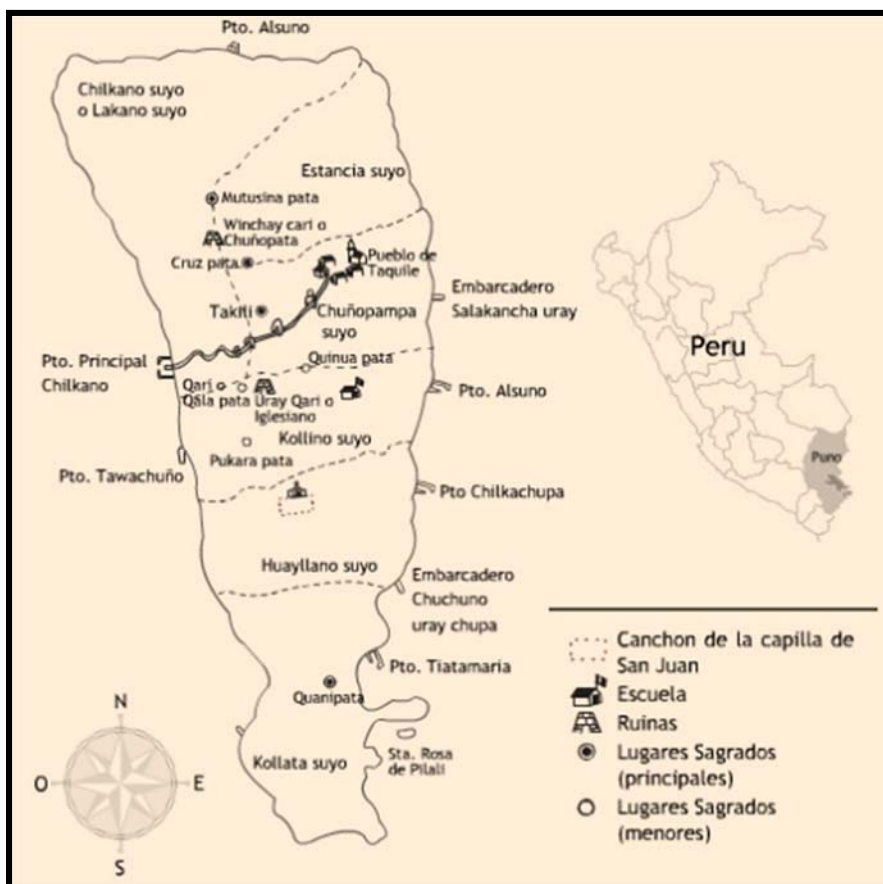 Pto. Alsuno
Chilkano suyo
o Lakano suyo
Estancia suyo
Mutusina pata
Winchay cari o
Chuñopata
Cruz pata
Pueblo de
Taquile
Embarcadero
Salakancha uray
Takili
Chuñopampa
suyo
Pto. Principal
Chilkano
Quinua pata
Qari
Q5la pata
Uray Qari o
Iglesiano
Pto. Alsuno
Kollino suyo
Pukara pata
Pto. Tawachuño
Pto Chilkachupa
Huayllano suyo
Embarcadero
Chuchuno
uray chupa
Pto. Tiatamaria
Quanipata
Kollata suyo
Sta. Rosa
de Pilali
N
O
E
S
Peru
Puno
Canchon de la capilla de
San Juan
Escuela
Ruinas
Lugares Sagrados
(principales)
Lugares Sagrados
(menores)